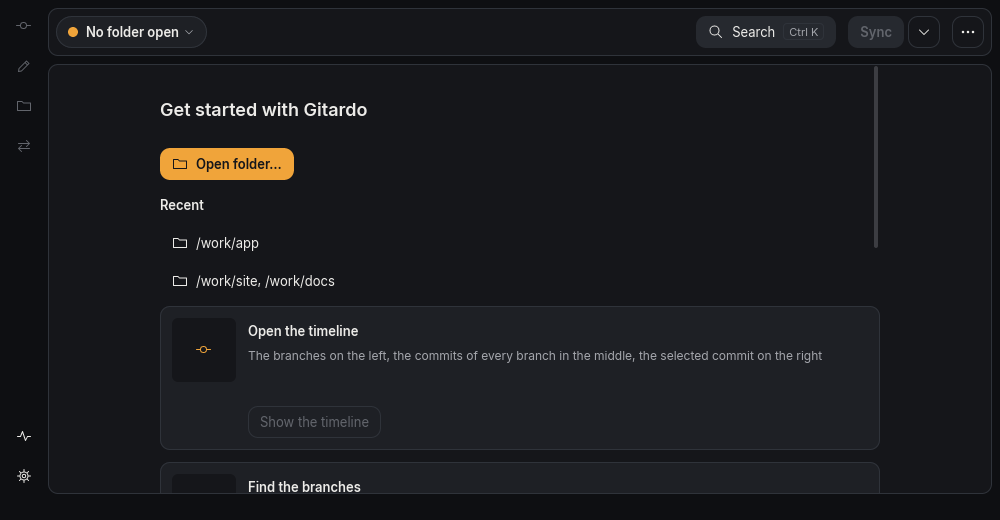 No folder open
Search Ctrl K
Sync
Get started with Gitardo
Open folder...
Recent
/work/app
/work/site, /work/docs
Open the timeline
The branches on the left, the commits of every branch in the middle, the selected commit on the right
Show the timeline
Find the branches